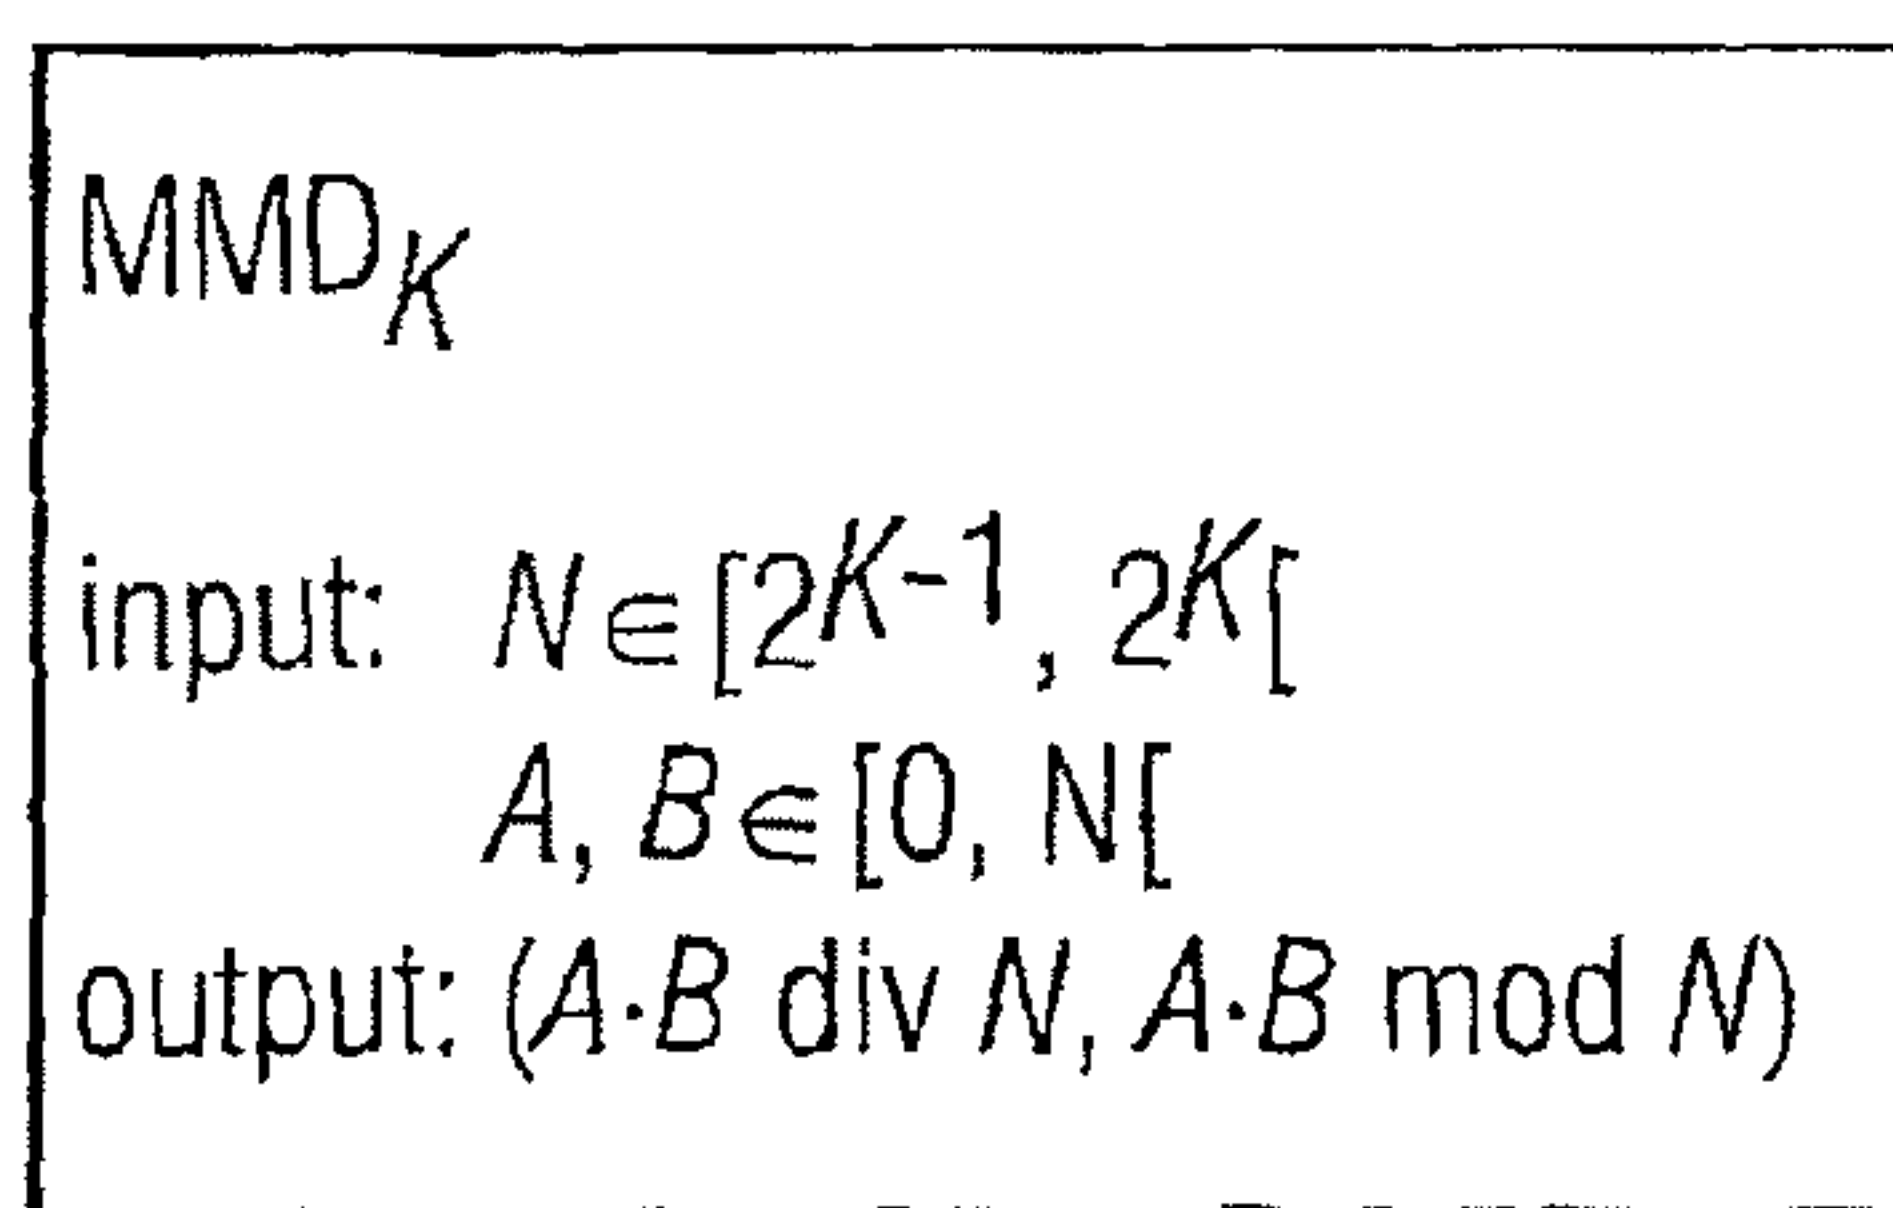 MMD_K
input: N ∈ [2^{K-1}, 2^K[
A, B ∈ [0, N[
output: (A·B div N, A·B mod N)